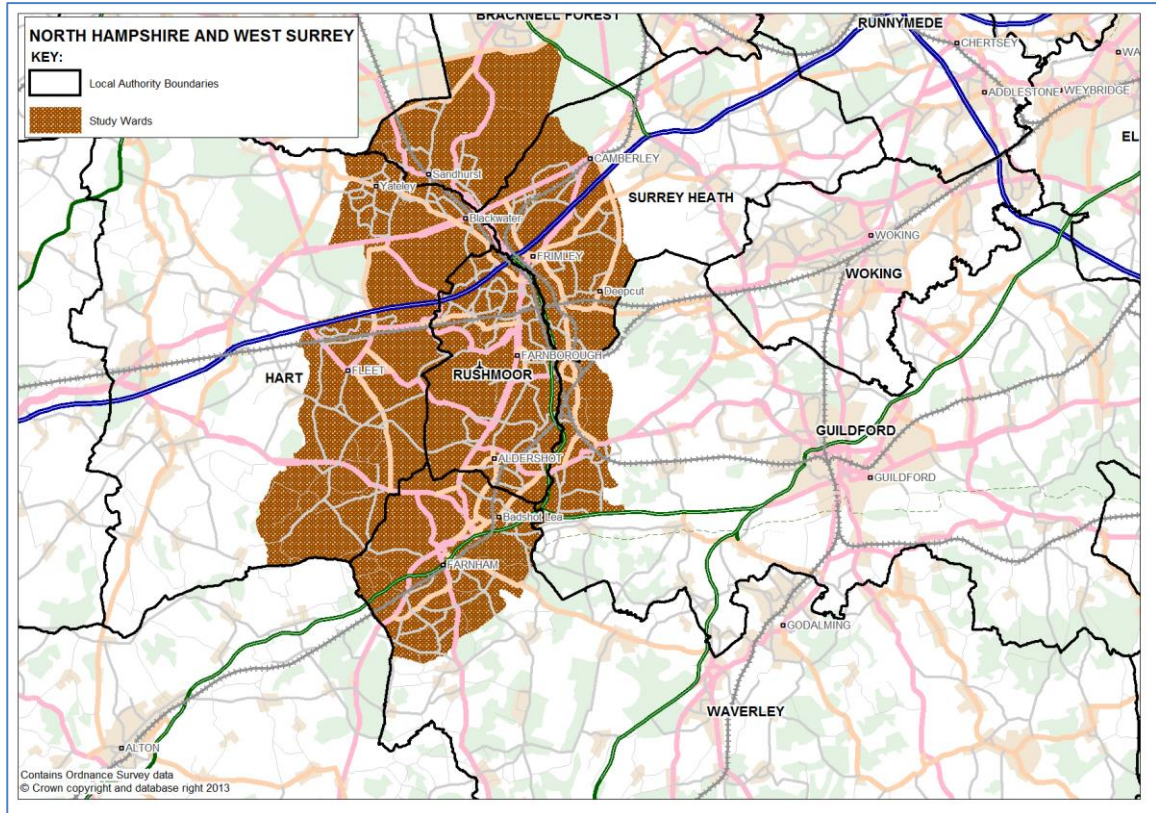 BRACKNELL FOREST
RUNNYMEDE
NORTH HAMPSHIRE AND WEST SURREY
KEY:
Local Authority Boundaries
Study Wards
CHERTSEY
WA
ADDLESTONE
WEYBRIDGE
EL
CAMBERLEY
Sandhurst
Yateley
SURREY HEATH
Blackwater
WOKING
FRIMLEY
WOKING
Deepcut
FARNBOROUGH
HART
FLEET
RUSHMOOR
GUILDFORD
ALDERSHOT
GUILDFORD
Badshot Lea
FARNHAM
GODALMING
WAVERLEY
ALTON
Contains Ordnance Survey data
© Crown copyright and database right 2013